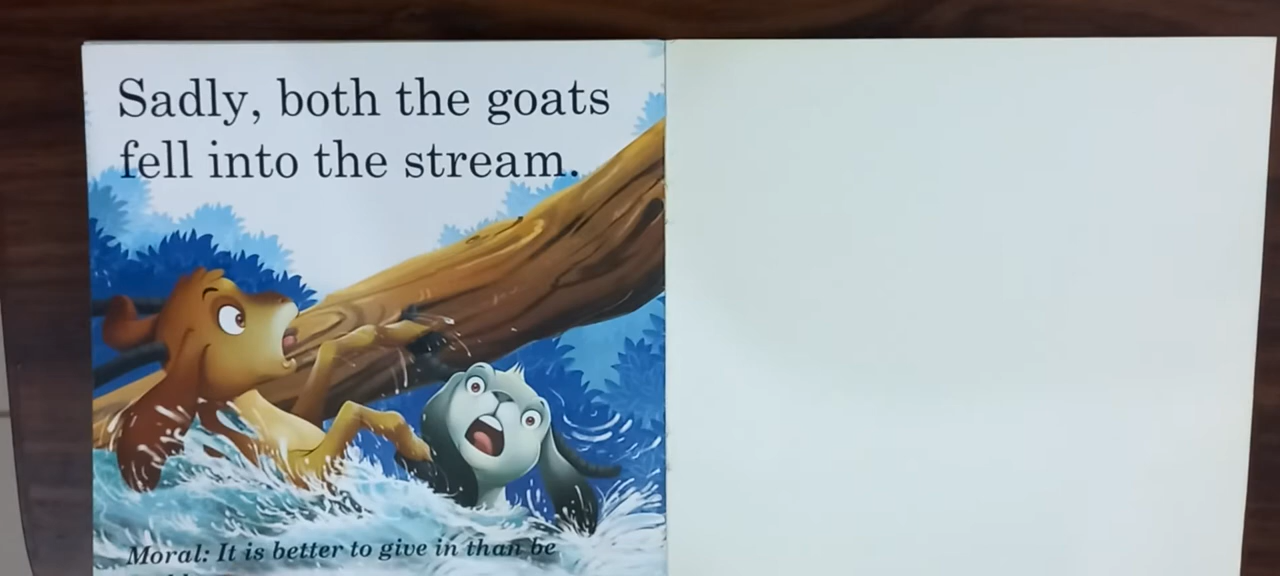 Sadly, both the goats
fell into the stream.
Moral: It is better to give in than be